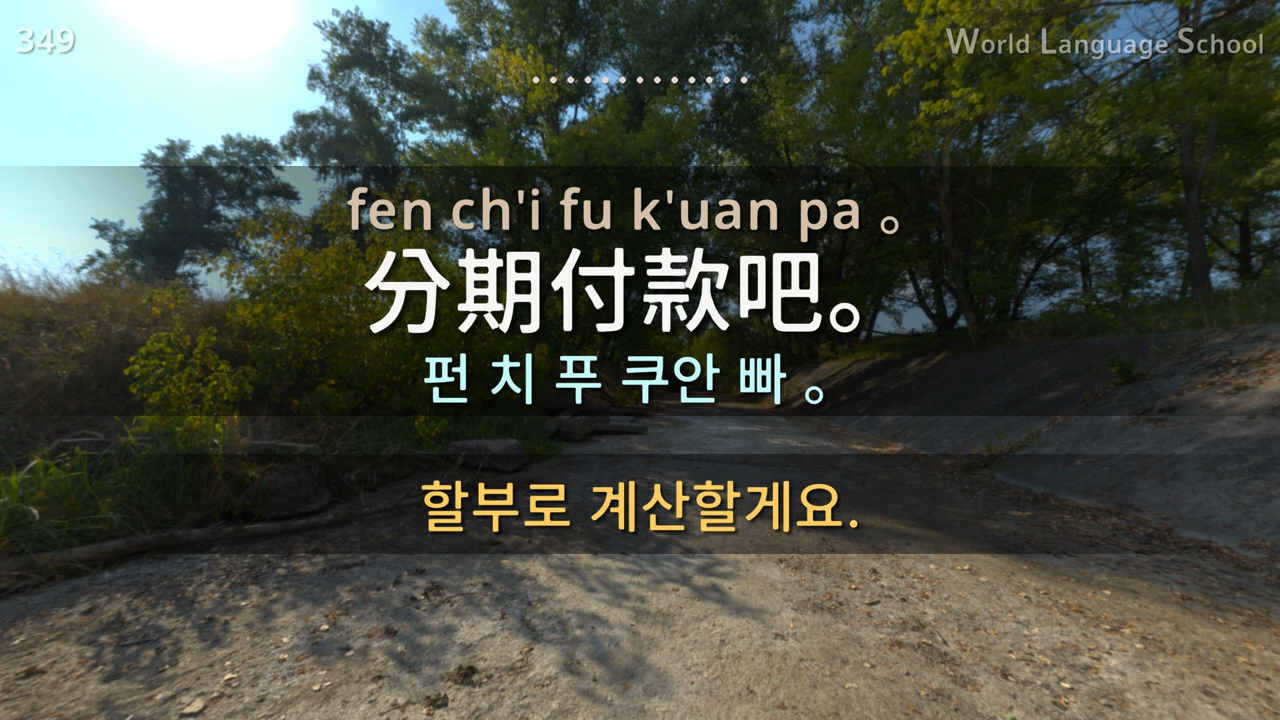 349
World Language School
fen ch'i fu k'uan pa 。
分期付款吧。
펀 치 푸 쿠안 빠 。
할부로 계산할게요.